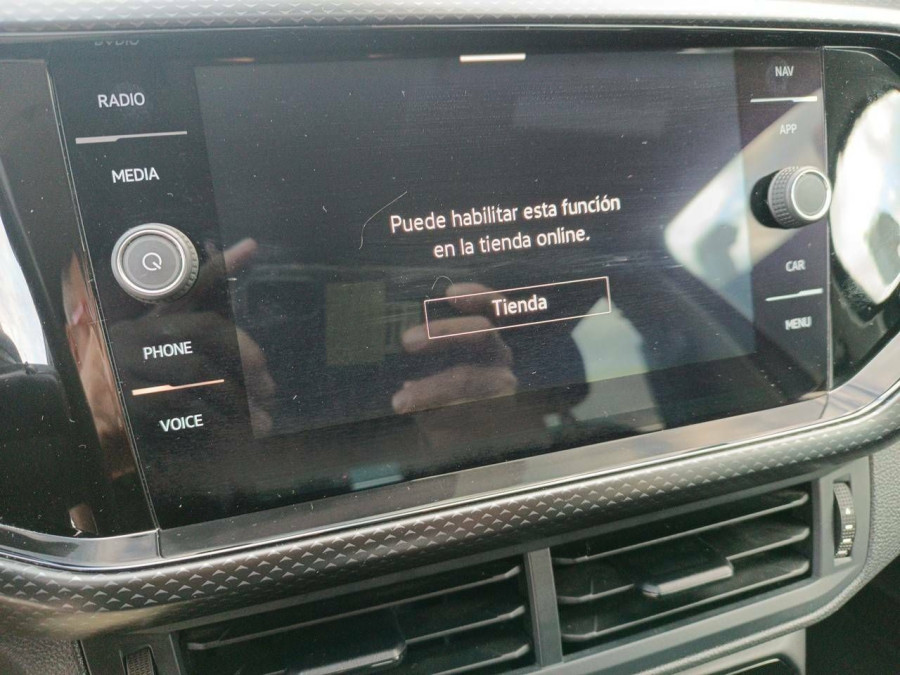 RADIO
MEDIA
PHONE
VOICE
Puede habilitar esta función
en la tienda online.
Tienda
NAV
APP
CAR
MENU